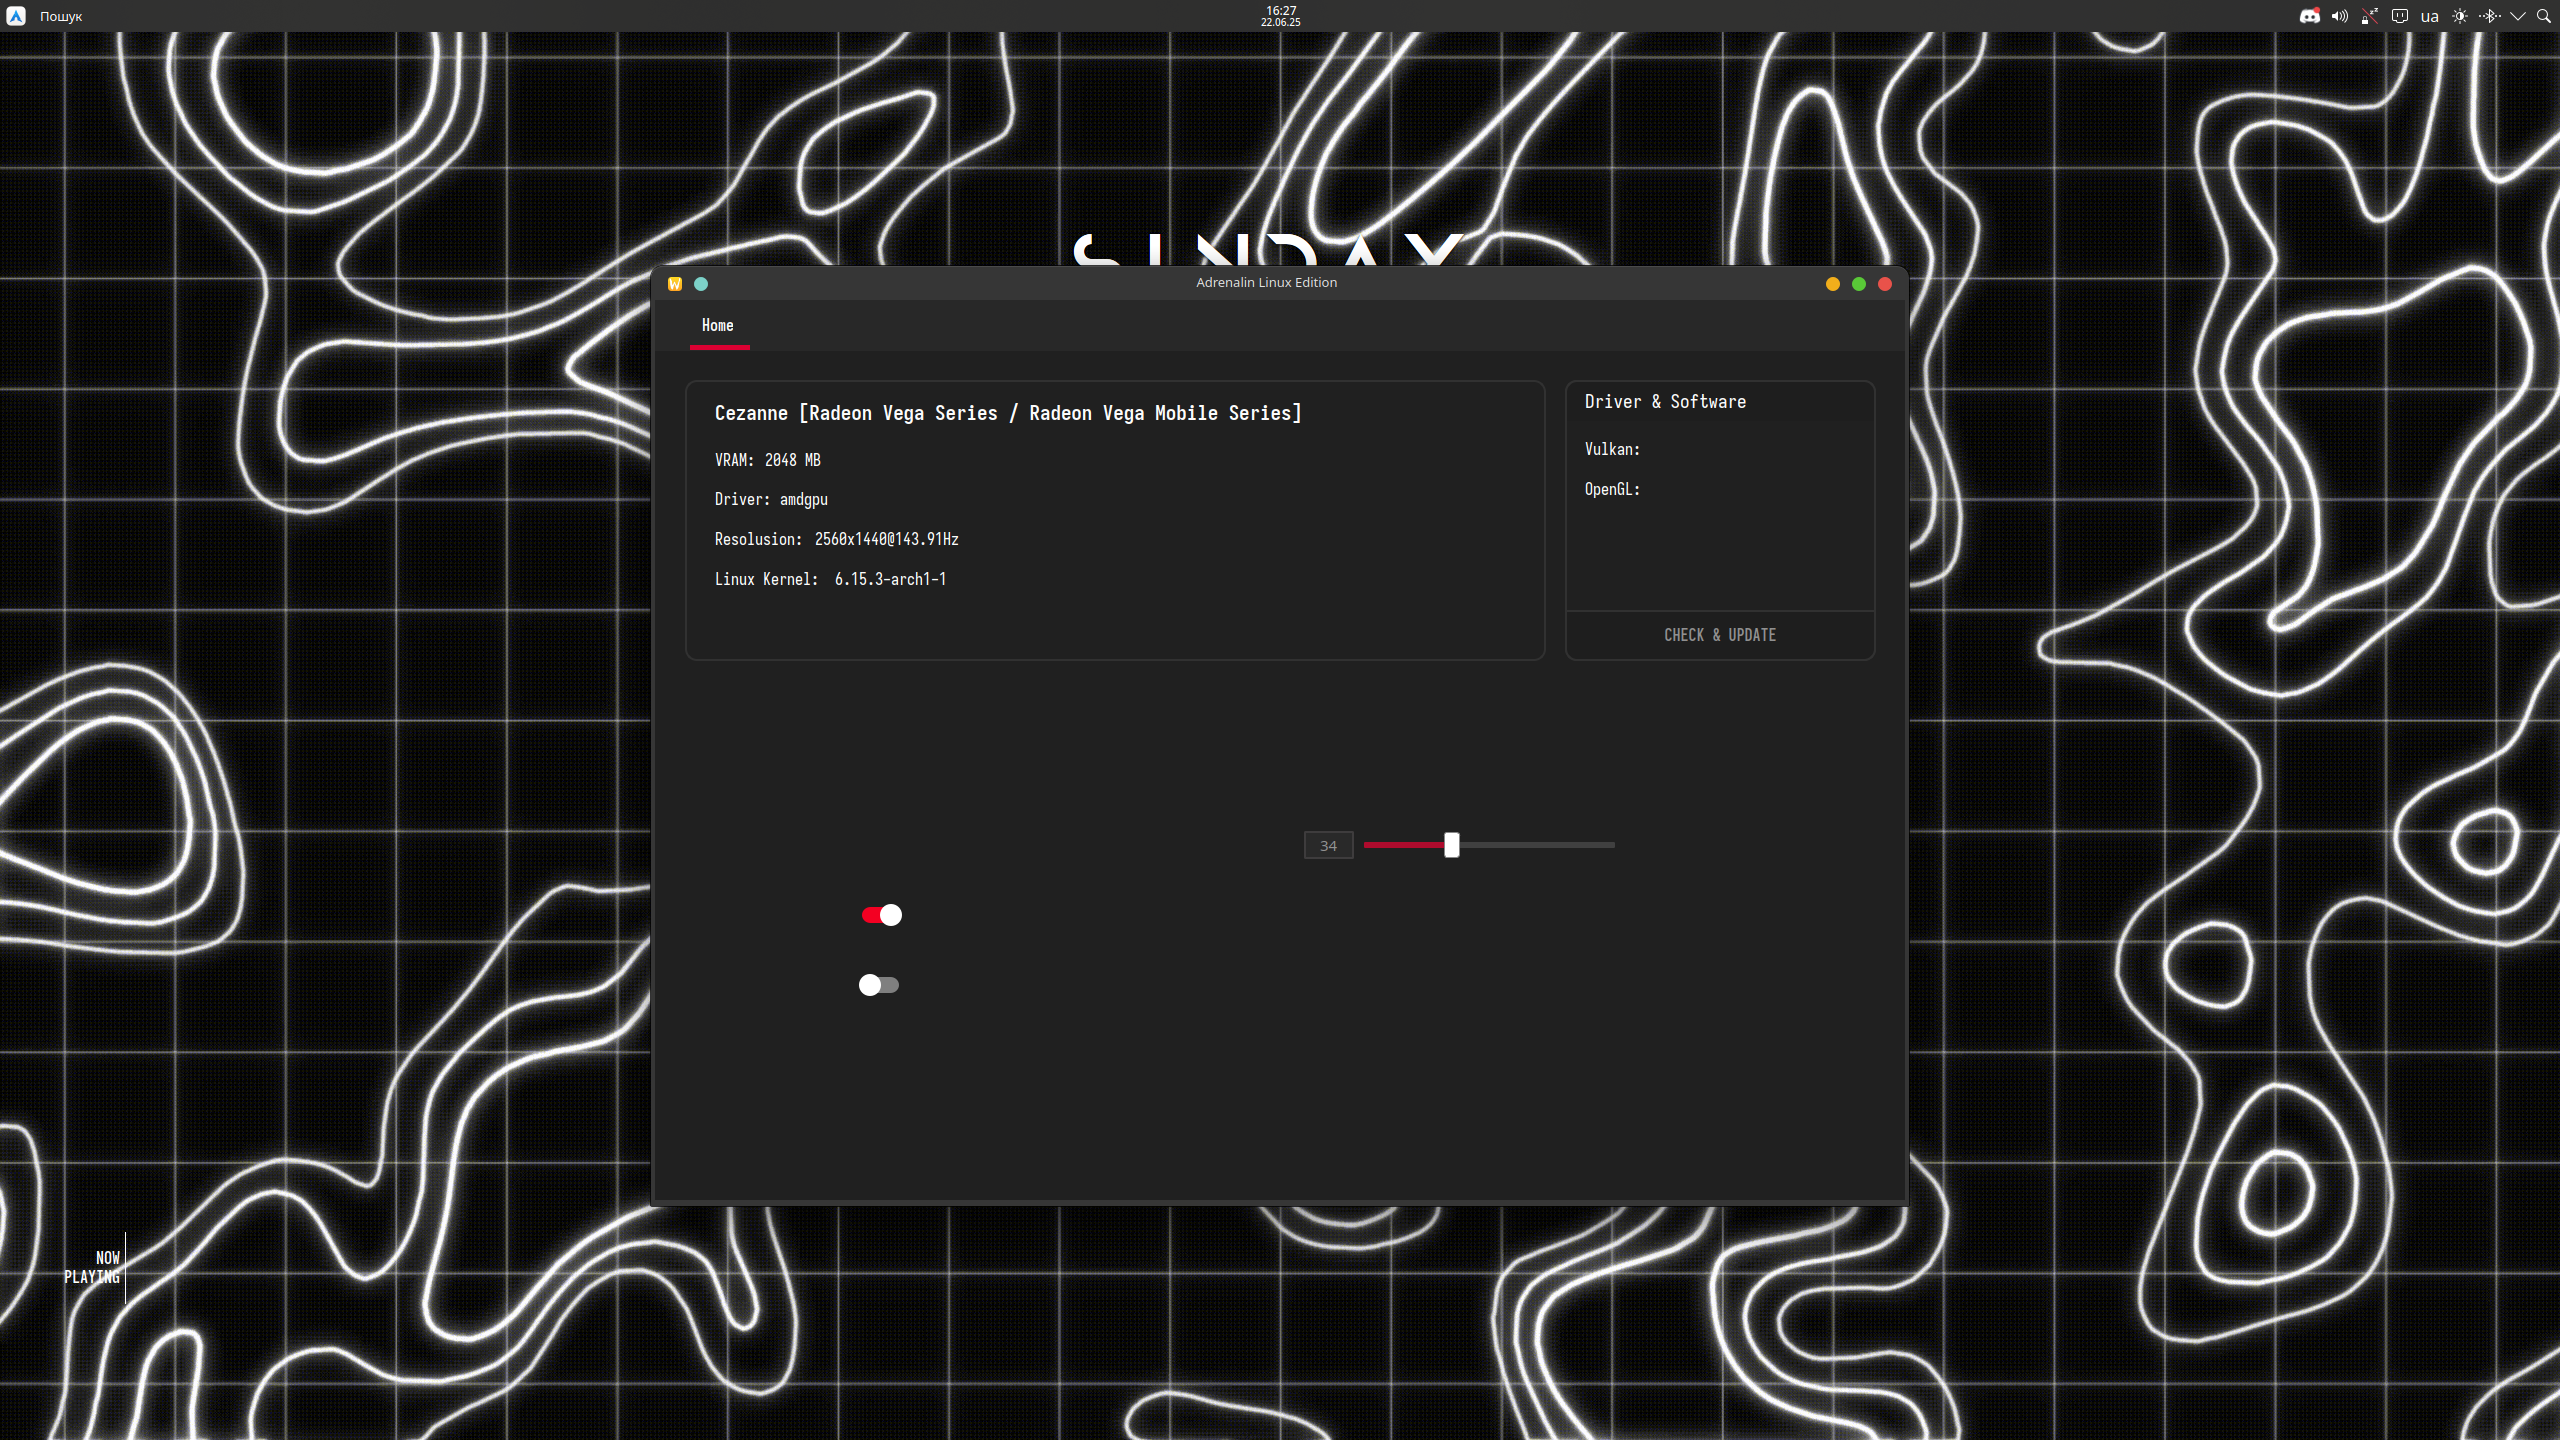 Пошук
16:27
22.06.25
ua
SUNDAY
Adrenalin Linux Edition
Home
Cezanne [Radeon Vega Series / Radeon Vega Mobile Series]
VRAM: 2048 MB
Driver: amdgpu
Resolusion: 2560x1440@143.91Hz
Linux Kernel: 6.15.3-arch1-1
Driver & Software
Vulkan:
OpenGL:
CHECK & UPDATE
34
NOW
PLAYING